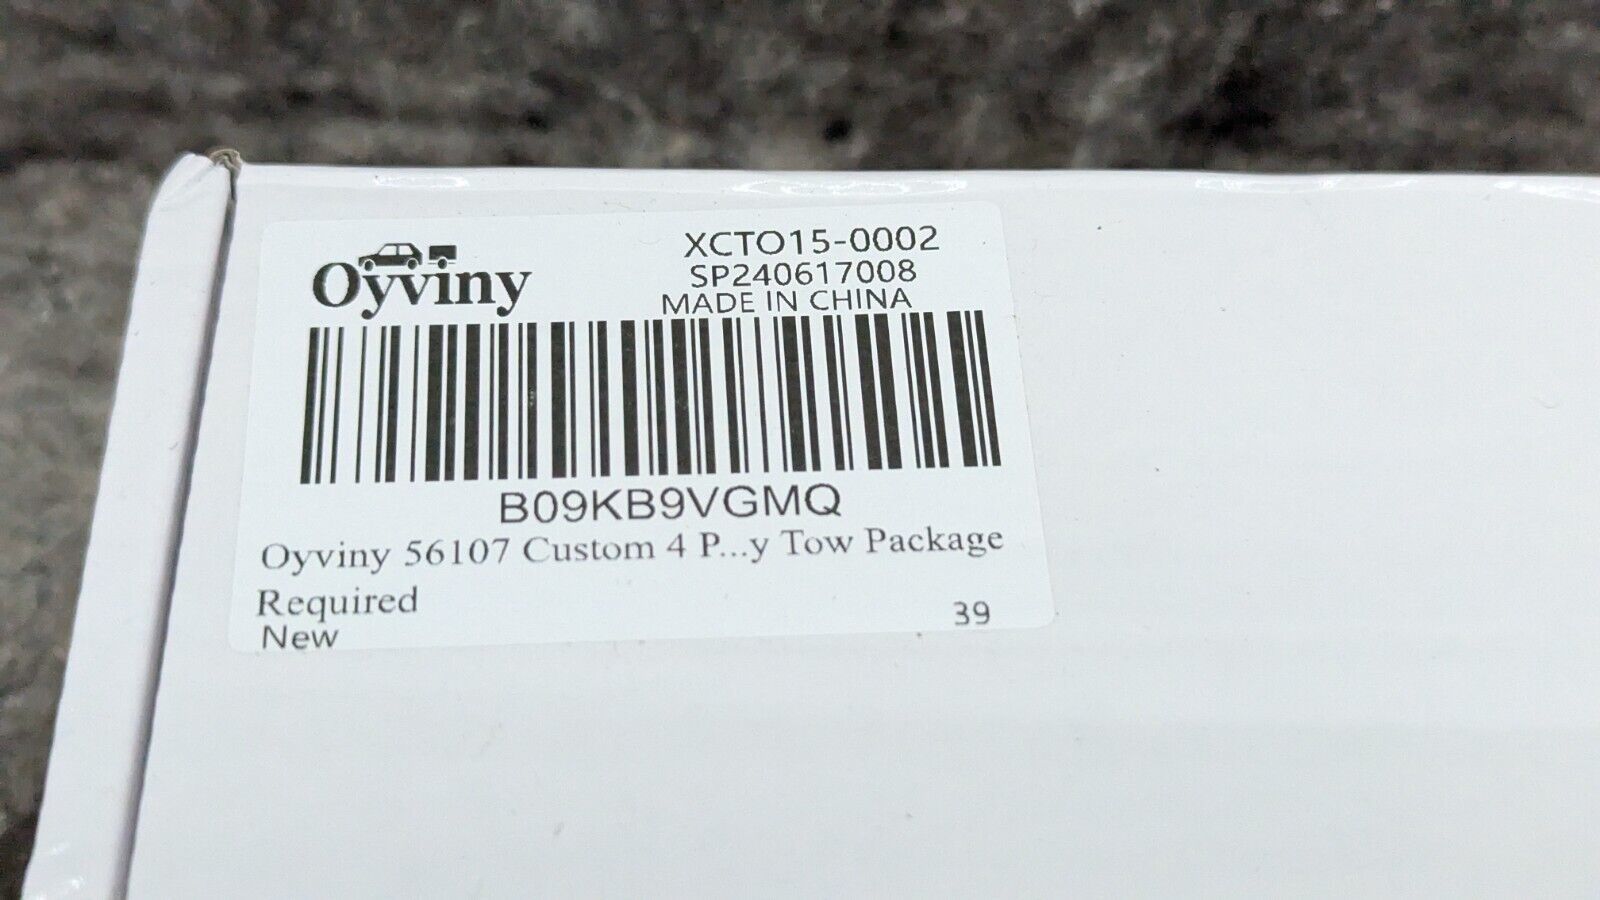 Oyviny
XCTO15-0002
SP240617008
MADE IN CHINA
B09KB9VGMQ
Oyviny 56107 Custom 4 P...y Tow Package
Required
New
39